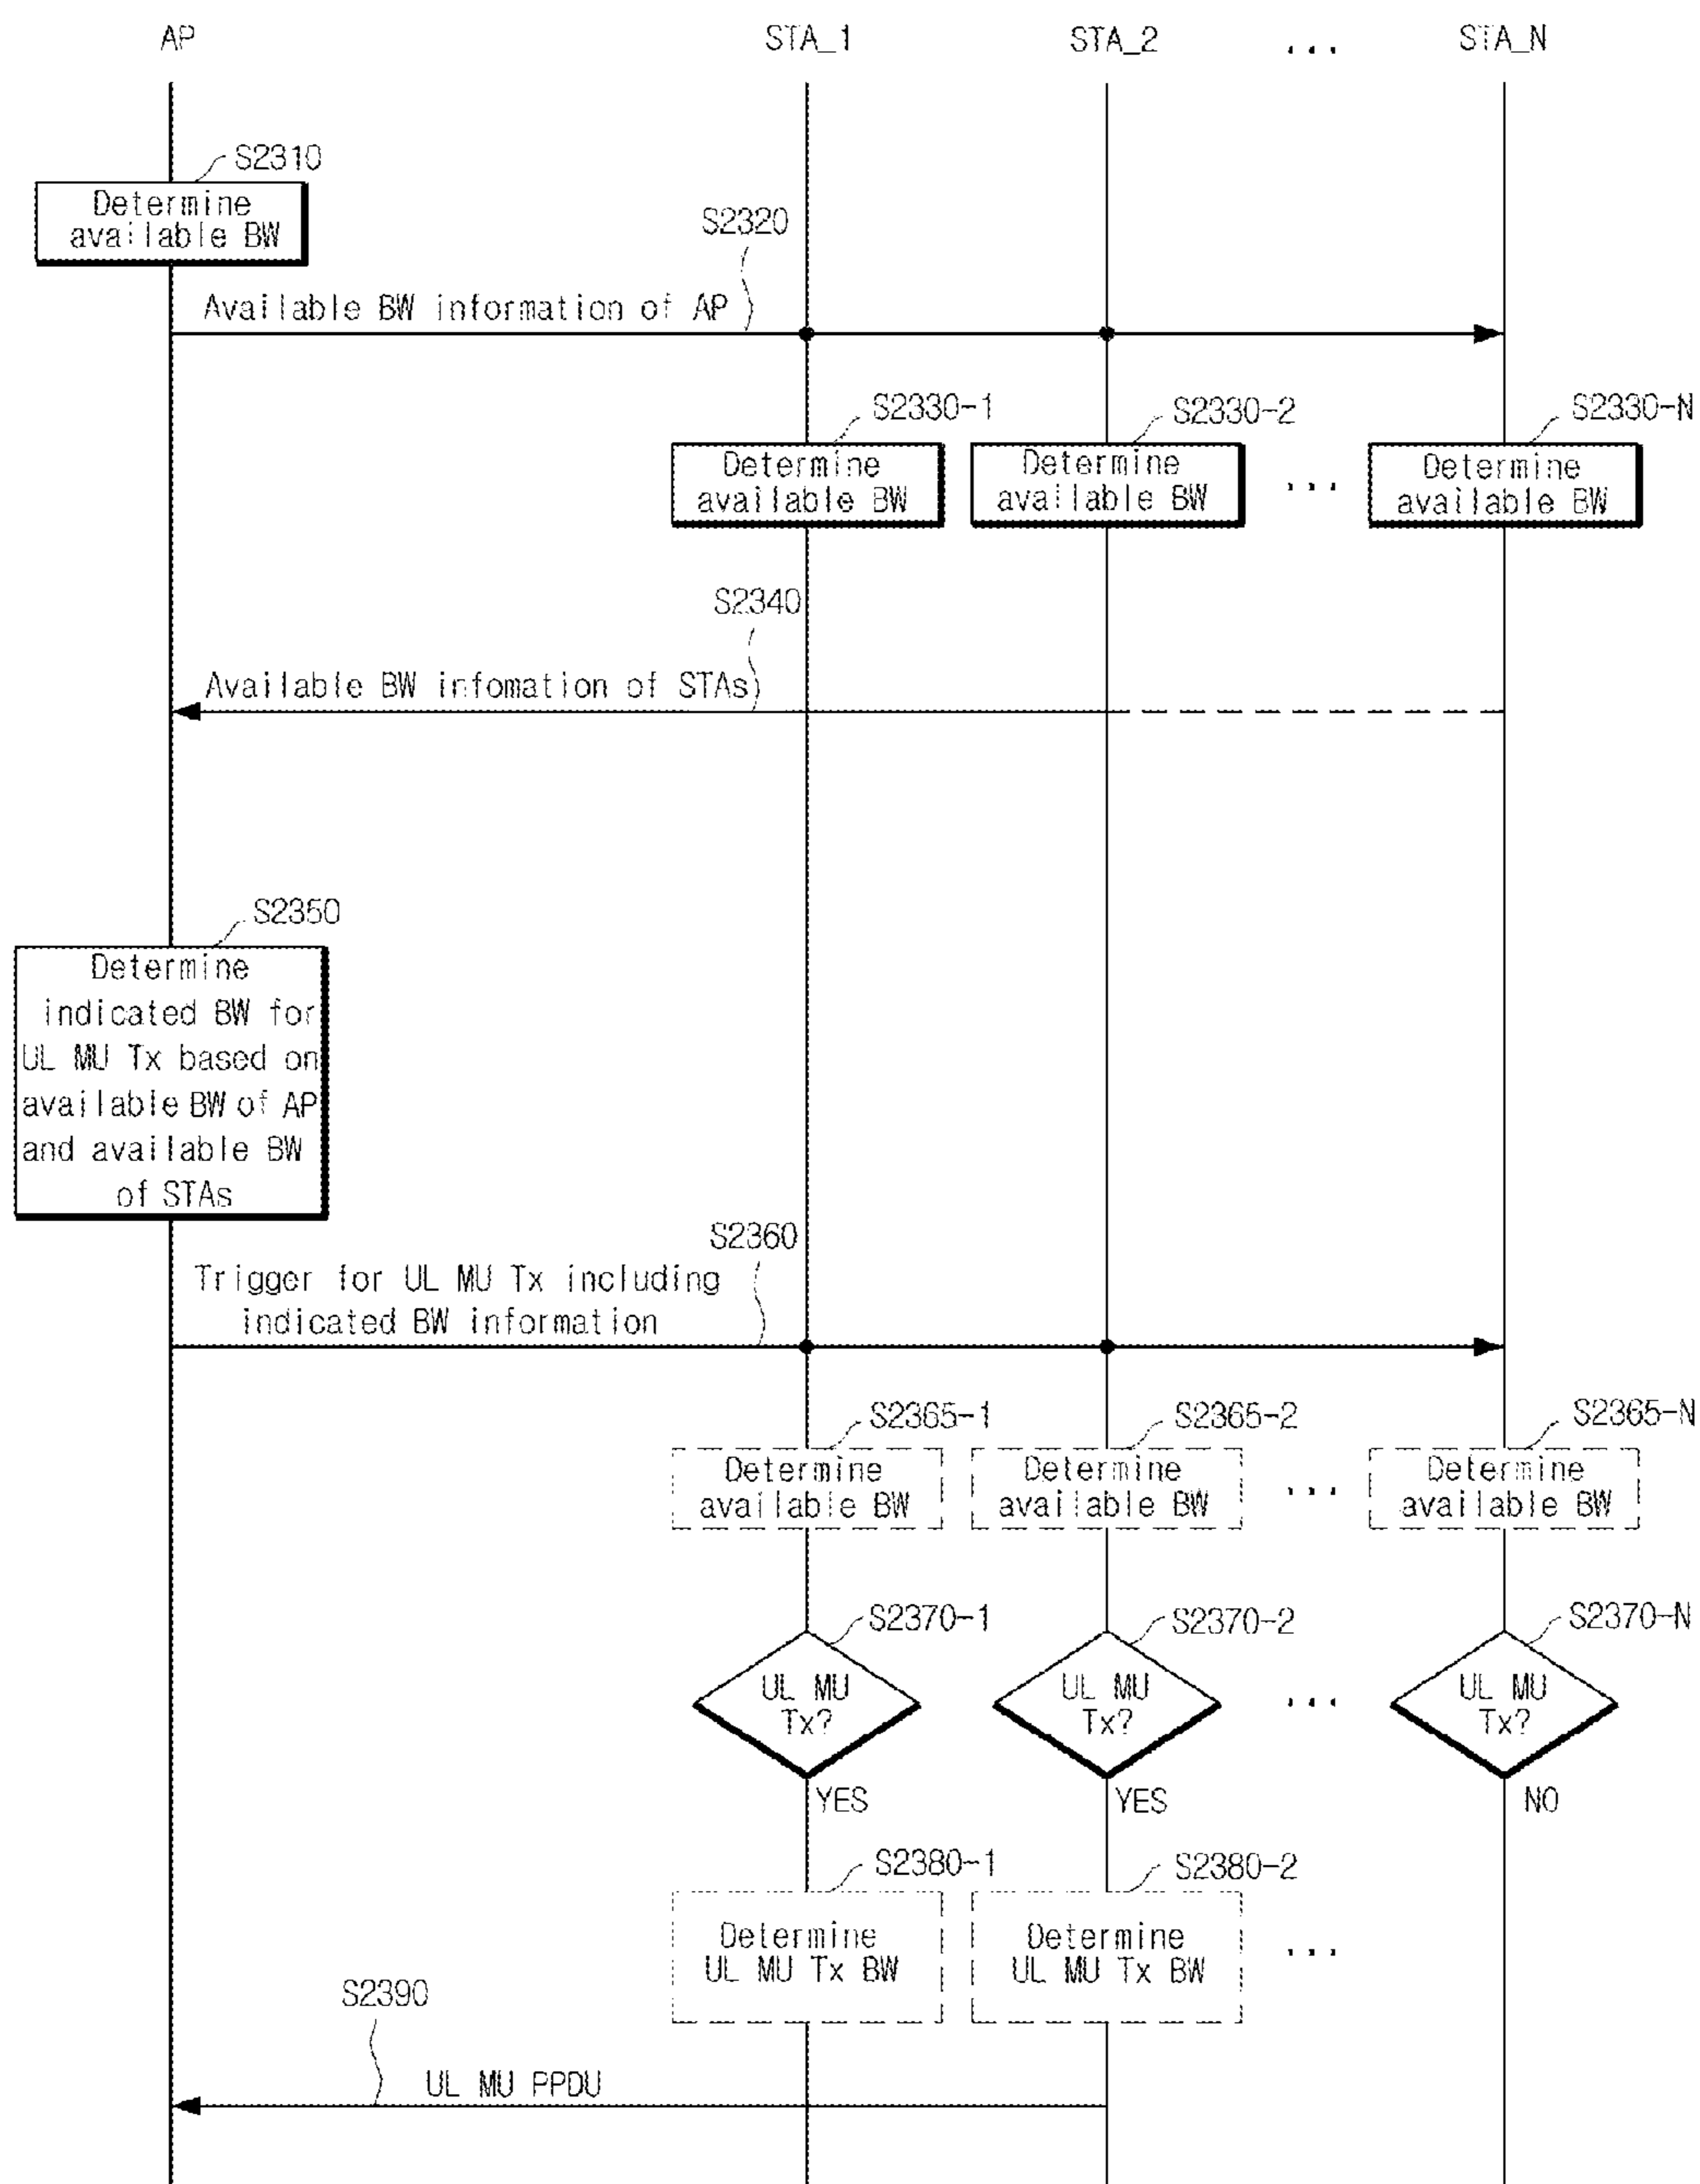 AP
STA_1
STA_2
...
STA_N
S2310
Determine
available BW
S2320
Available BW information of AP
S2330-1
S2330-2
S2330-N
Determine
available BW
Determine
available BW
...
Determine
available BW
S2340
Available BW infomation of STAs
S2350
Determine
indicated BW for
UL MU Tx based on
available BW of AP
and available BW
of STAs
S2360
Trigger for UL MU Tx including
indicated BW information
S2365-1
S2365-2
S2365-N
Determine
available BW
Determine
available BW
...
Determine
available BW
S2370-1
S2370-2
S2370-N
UL MU
Tx?
UL MU
Tx?
...
UL MU
Tx?
YES
YES
NO
S2380-1
S2380-2
Determine
UL MU Tx BW
Determine
UL MU Tx BW
...
S2390
UL MU PPDU